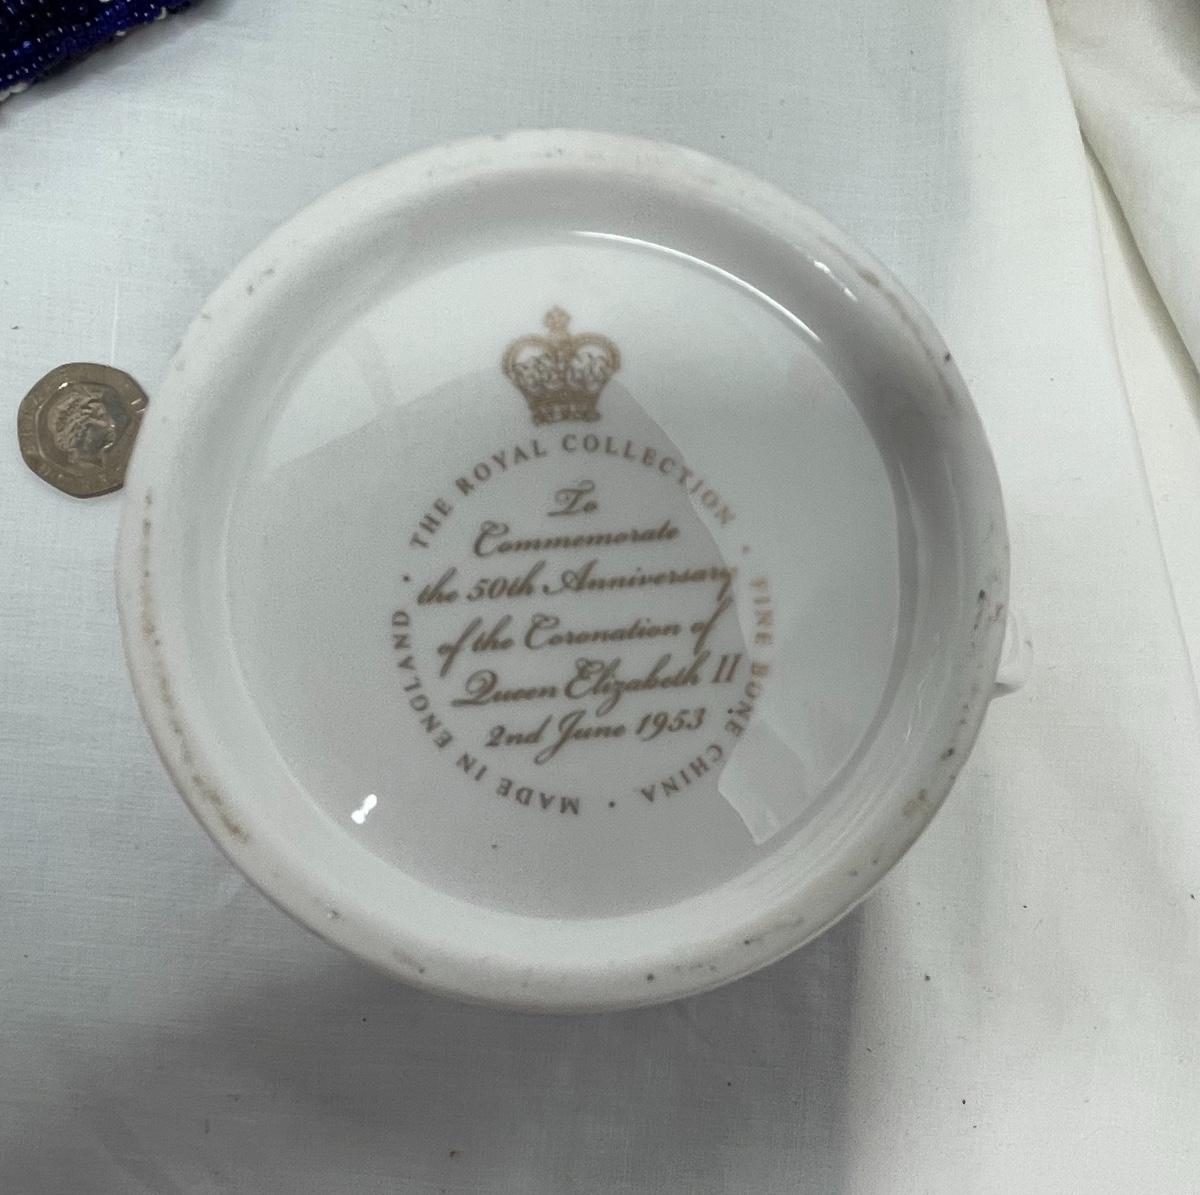 THE ROYAL COLLECTION · FINE BONE CHINA · MADE IN ENGLAND ·
To
Commemorate
the 50th Anniversary
of the Coronation of
Queen Elizabeth II
2nd June 1953